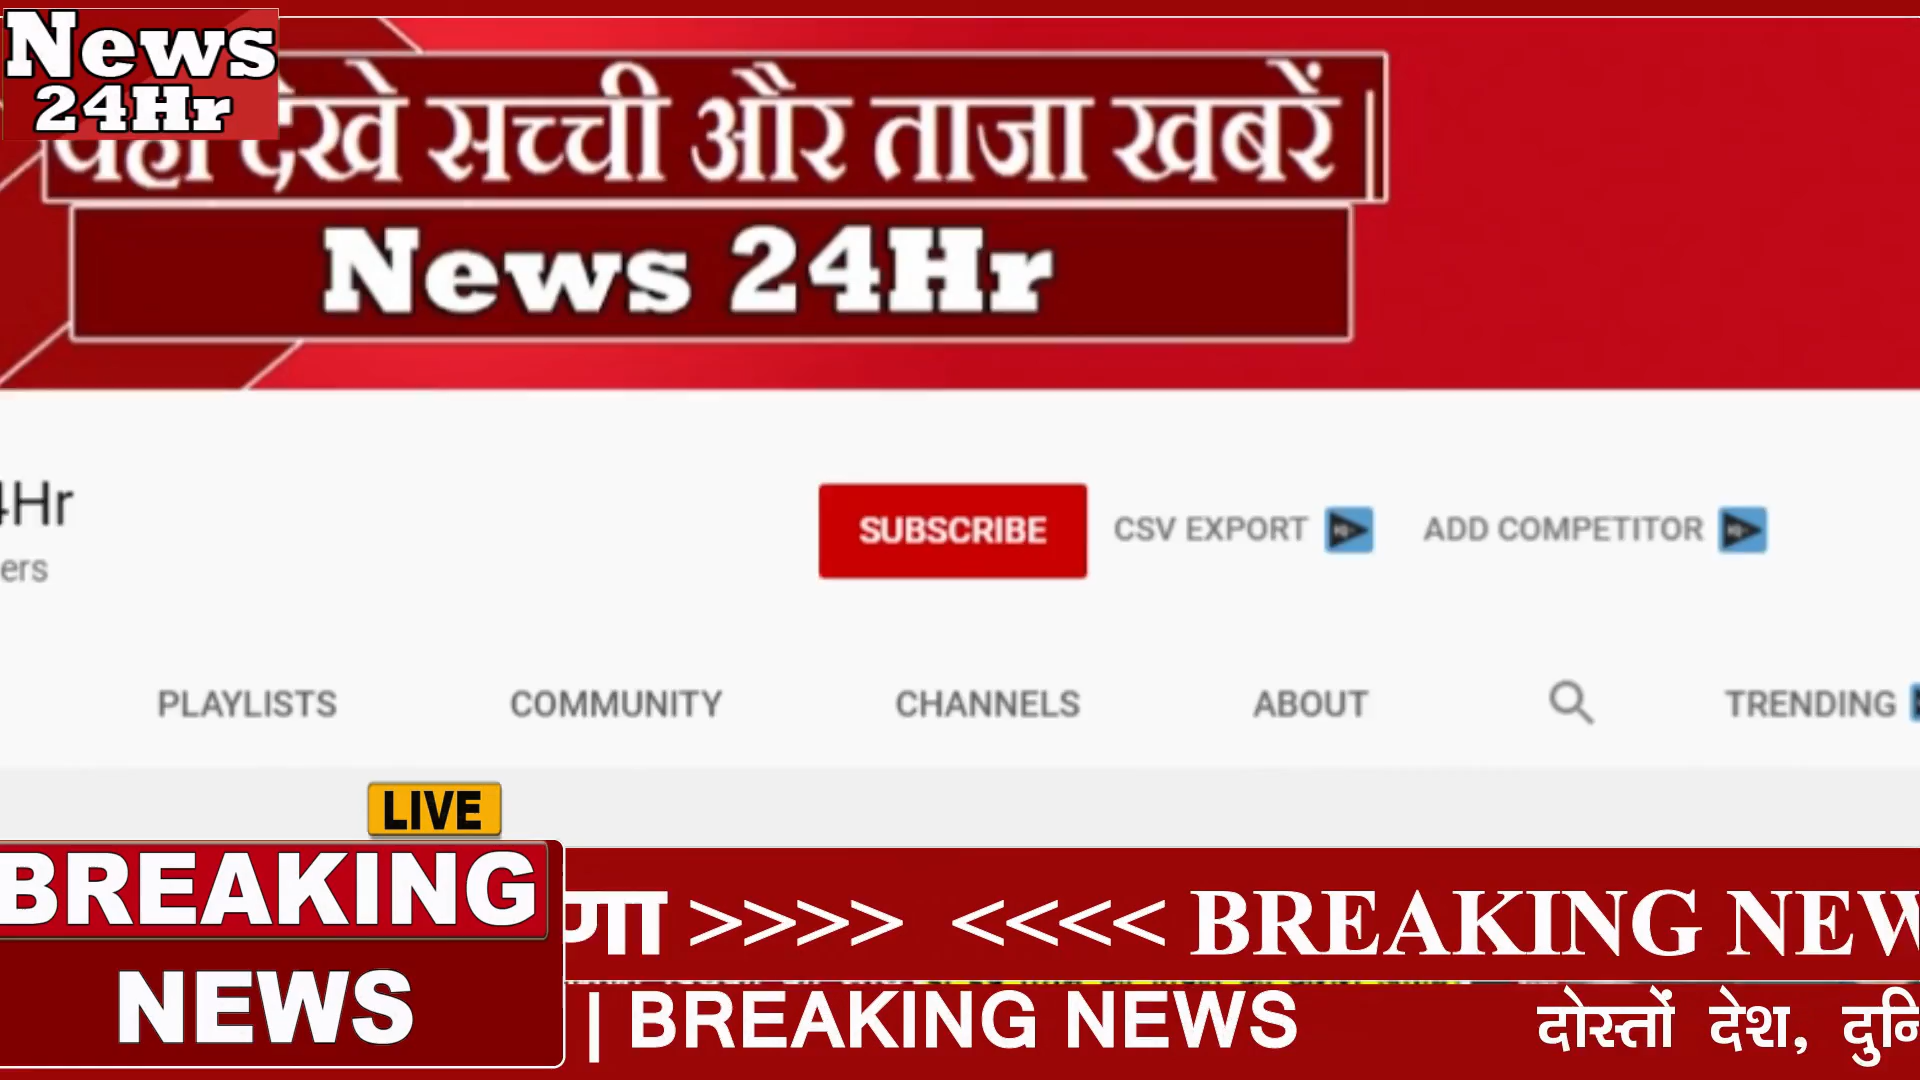 News
24Hr
देखे सच्ची और ताजा खबरें |
News 24Hr
4Hr
ers
SUBSCRIBE
CSV EXPORT
ADD COMPETITOR
PLAYLISTS
COMMUNITY
CHANNELS
ABOUT
TRENDING
LIVE
BREAKING
NEWS
>>>> <<<< BREAKING NEW
| BREAKING NEWS
दोस्तों देश,